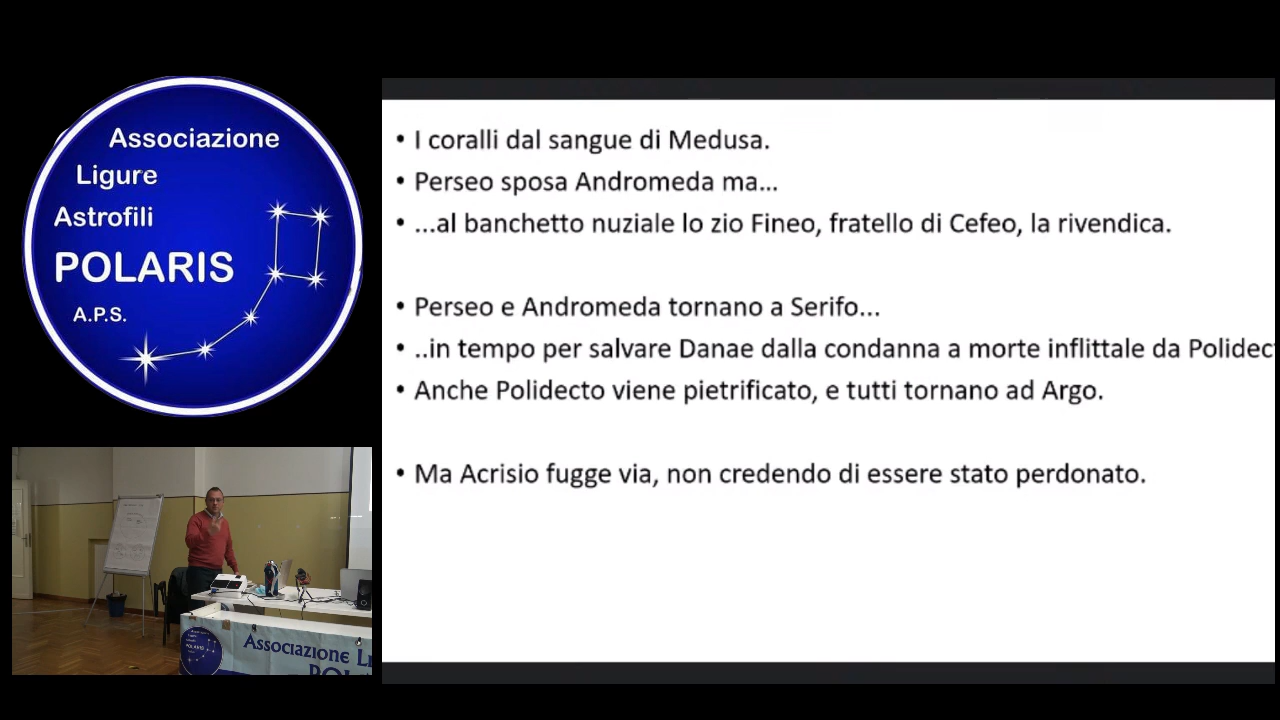 Associazione
Ligure
Astrofili
POLARIS
A.P.S.
• I coralli dal sangue di Medusa.
• Perseo sposa Andromeda ma...
• ...al banchetto nuziale lo zio Fineo, fratello di Cefeo, la rivendica.
• Perseo e Andromeda tornano a Serifo...
• ..in tempo per salvare Danae dalla condanna a morte inflittale da Polidec
• Anche Polidecto viene pietrificato, e tutti tornano ad Argo.
• Ma Acrisio fugge via, non credendo di essere stato perdonato.
Associazione Li
POL